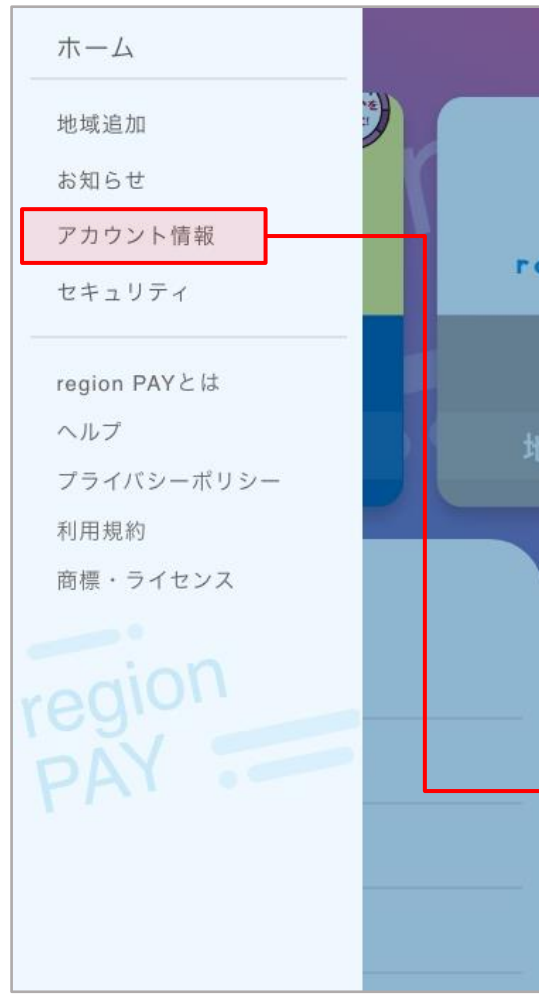 ホーム
地域追加
お知らせ
アカウント情報
セキュリティ
region PAYとは
ヘルプ
プライバシーポリシー
利用規約
商標・ライセンス
region
PAY